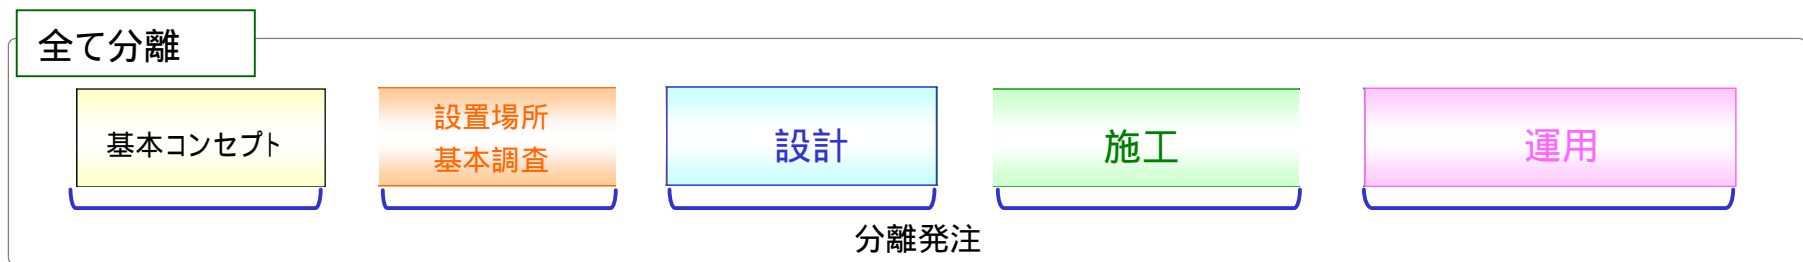 全て分離
基本コンセプト
設置場所
基本調査
設計
施工
運用
分離発注